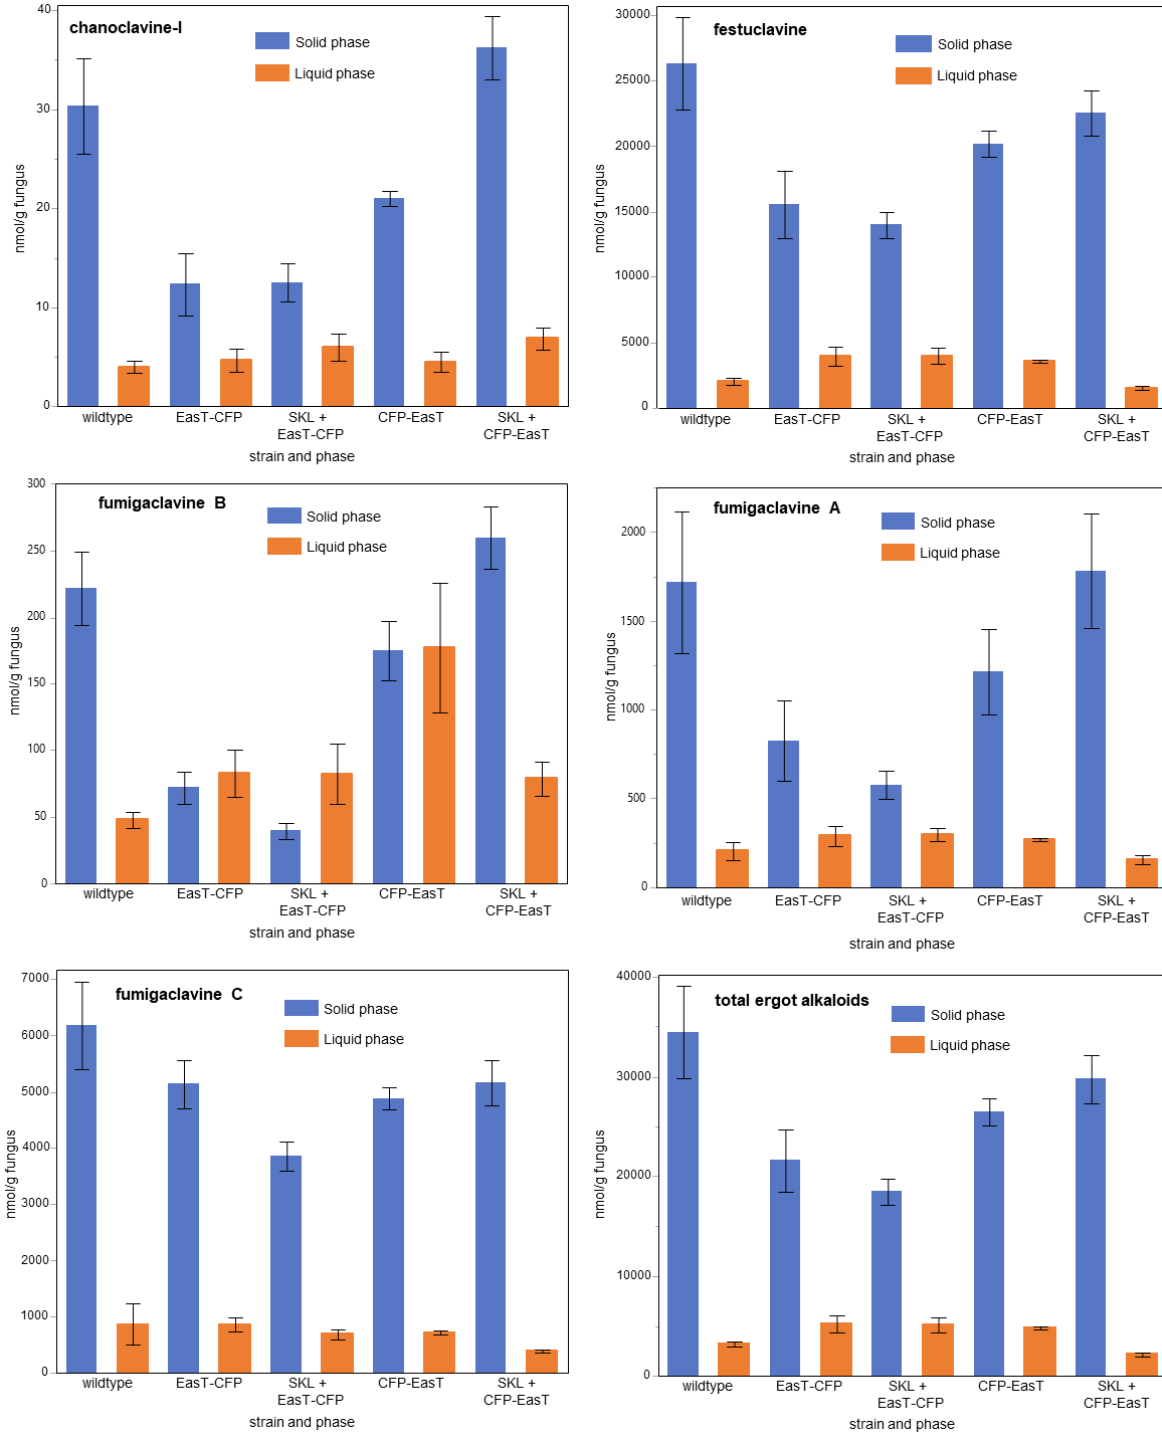 chanoclavine-I
Solid phase
Liquid phase
nmol/g fungus
40
30
20
10
0
wildtype
EasT-CFP
SKL +
EasT-CFP
CFP-EasT
SKL +
CFP-EasT
strain and phase
festuclavine
Solid phase
Liquid phase
nmol/g fungus
30000
25000
20000
15000
10000
5000
0
wildtype
EasT-CFP
SKL +
EasT-CFP
CFP-EasT
SKL +
CFP-EasT
strain and phase
fumigaclavine B
Solid phase
Liquid phase
nmol/g fungus
300
250
200
150
100
50
0
wildtype
EasT-CFP
SKL +
EasT-CFP
CFP-EasT
SKL +
CFP-EasT
strain and phase
fumigaclavine A
Solid phase
Liquid phase
nmol/g fungus
2000
1500
1000
500
0
wildtype
EasT-CFP
SKL +
EasT-CFP
CFP-EasT
SKL +
CFP-EasT
strain and phase
fumigaclavine C
Solid phase
Liquid phase
nmol/g fungus
7000
6000
5000
4000
3000
2000
1000
0
wildtype
EasT-CFP
SKL +
EasT-CFP
CFP-EasT
SKL +
CFP-EasT
strain and phase
total ergot alkaloids
Solid phase
Liquid phase
nmol/g fungus
40000
30000
20000
10000
0
wildtype
EasT-CFP
SKL +
EasT-CFP
CFP-EasT
SKL +
CFP-EasT
strain and phase